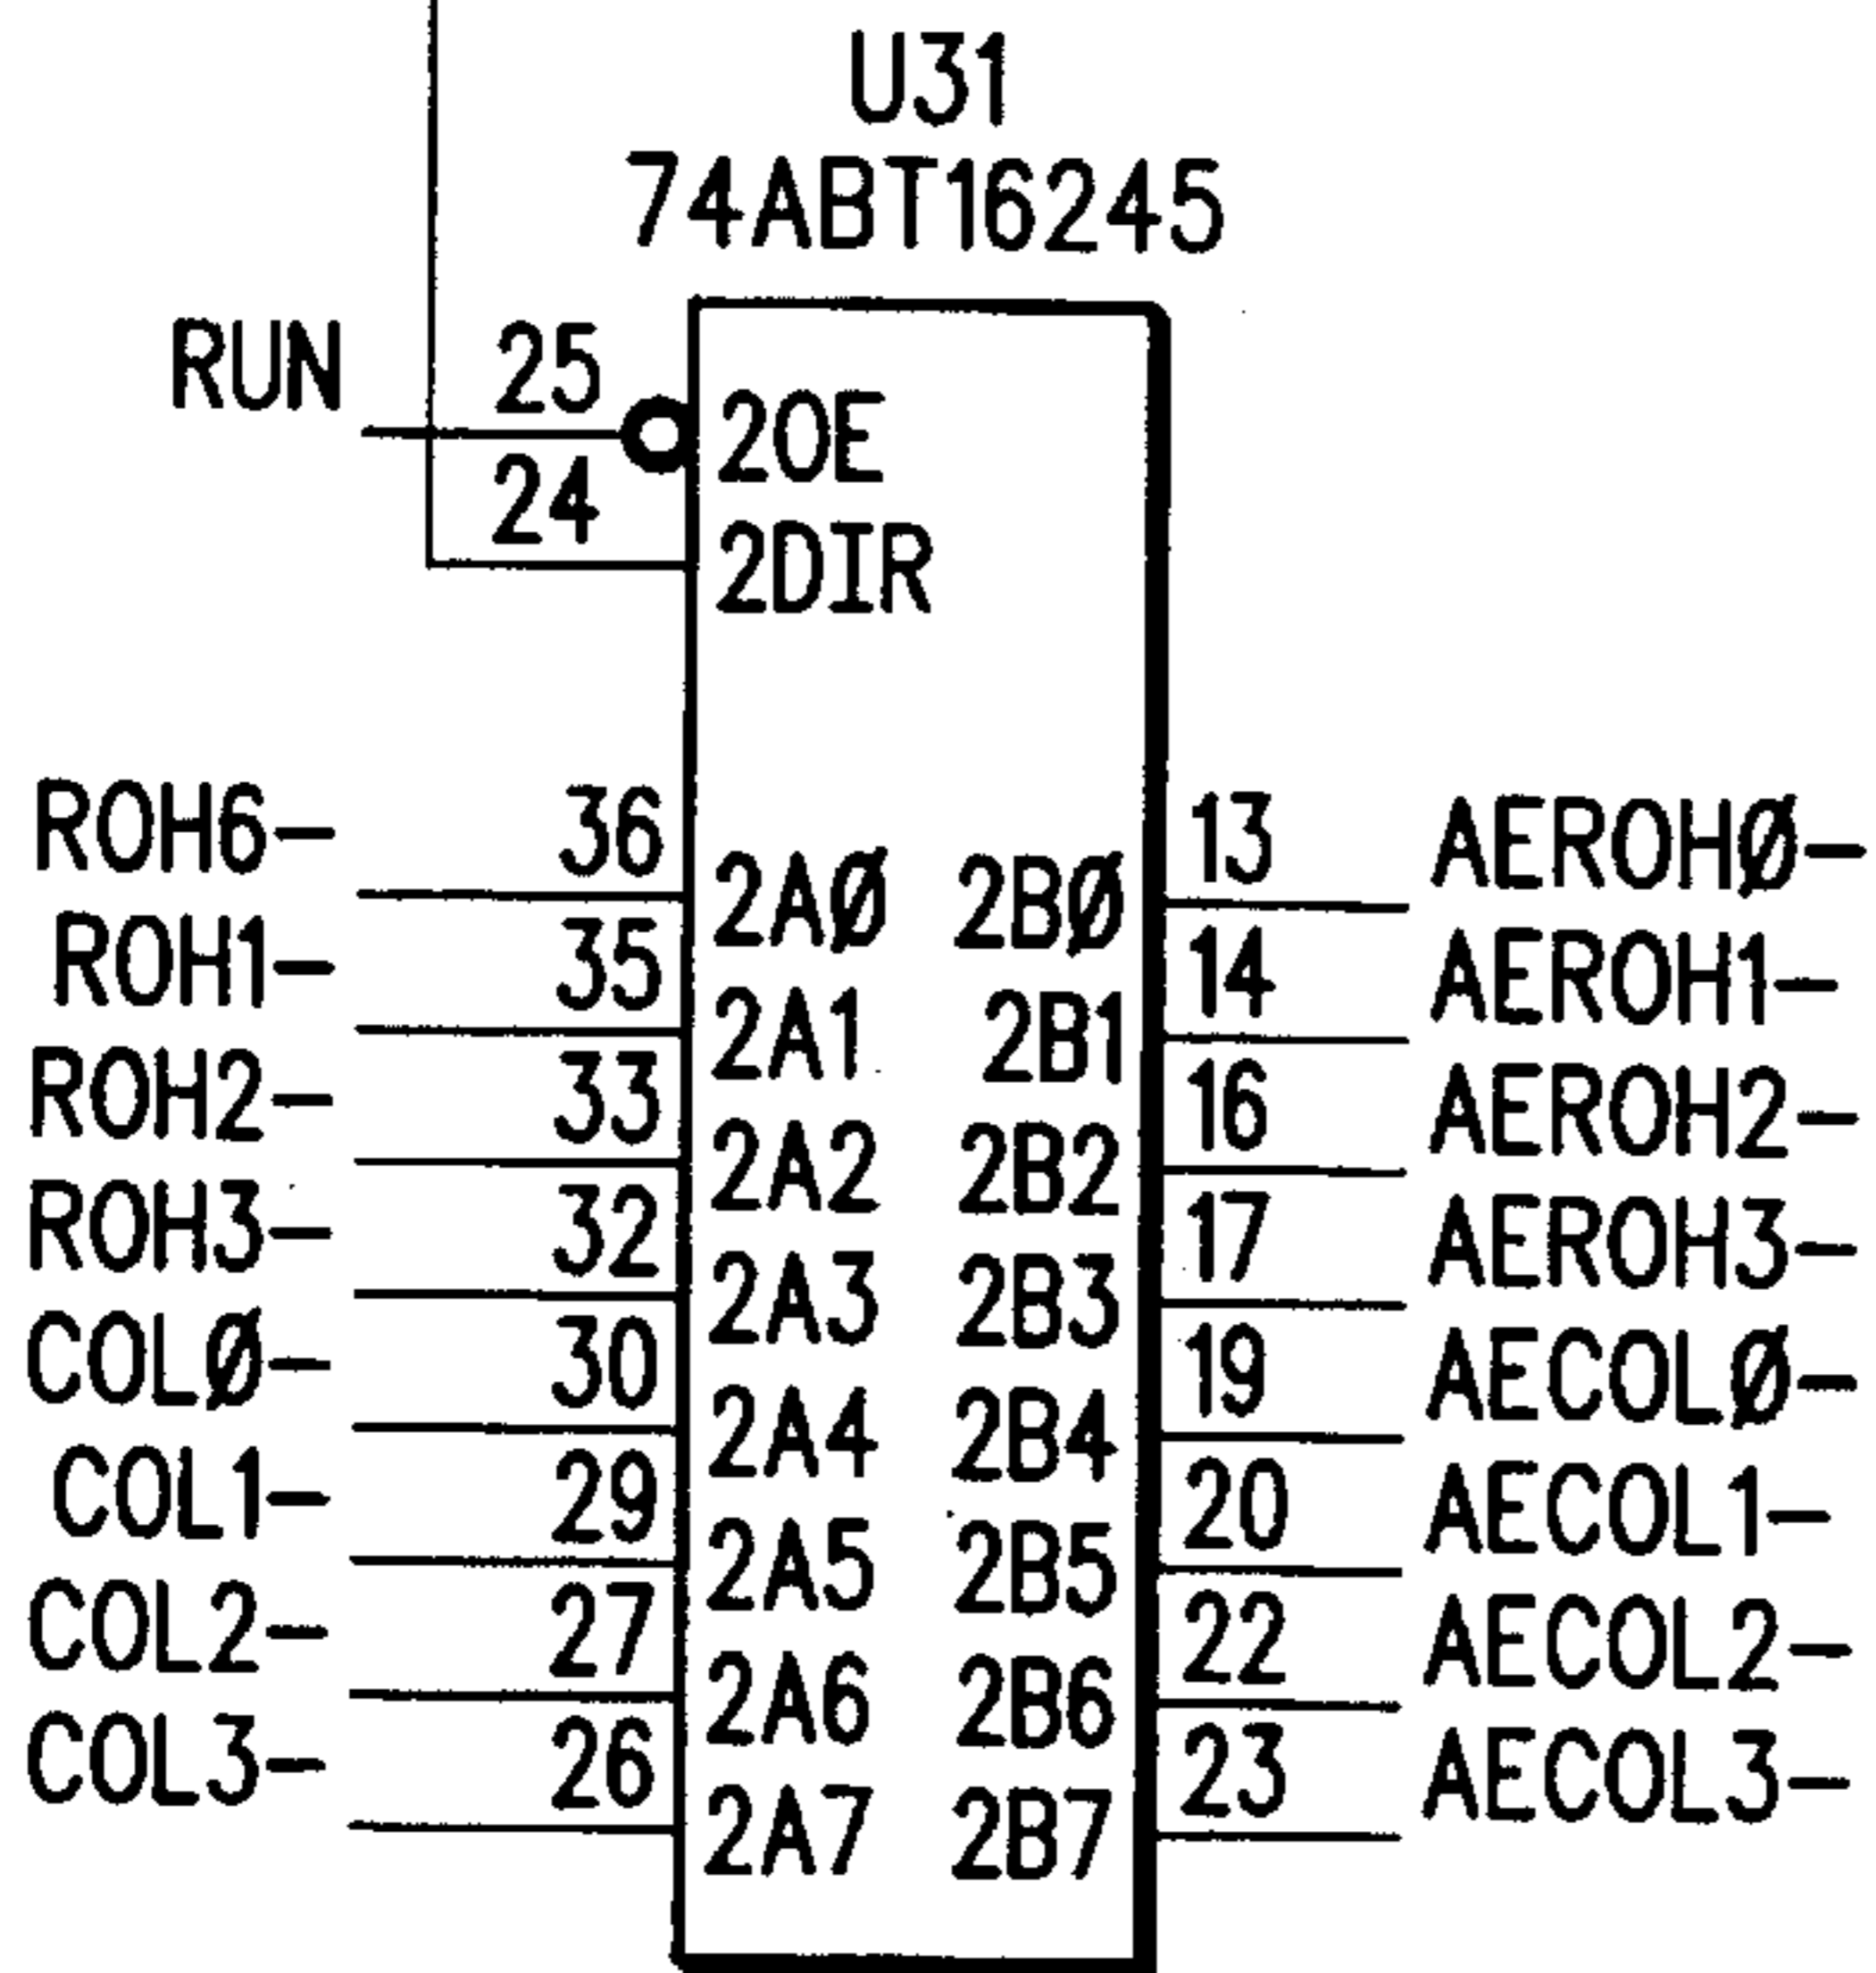 U31
74ABT16245
RUN 25
2OE
24
2DIR
ROH6- 36 13 AEROHØ-
2AØ 2BØ
ROH1- 35 14 AEROH1-
2A1 2B1
ROH2- 33 16 AEROH2-
2A2 2B2
ROH3- 32 17 AEROH3-
2A3 2B3
COLØ- 30 19 AECOLØ-
2A4 2B4
COL1- 29 20 AECOL1-
2A5 2B5
COL2- 27 22 AECOL2-
2A6 2B6
COL3- 26 23 AECOL3-
2A7 2B7